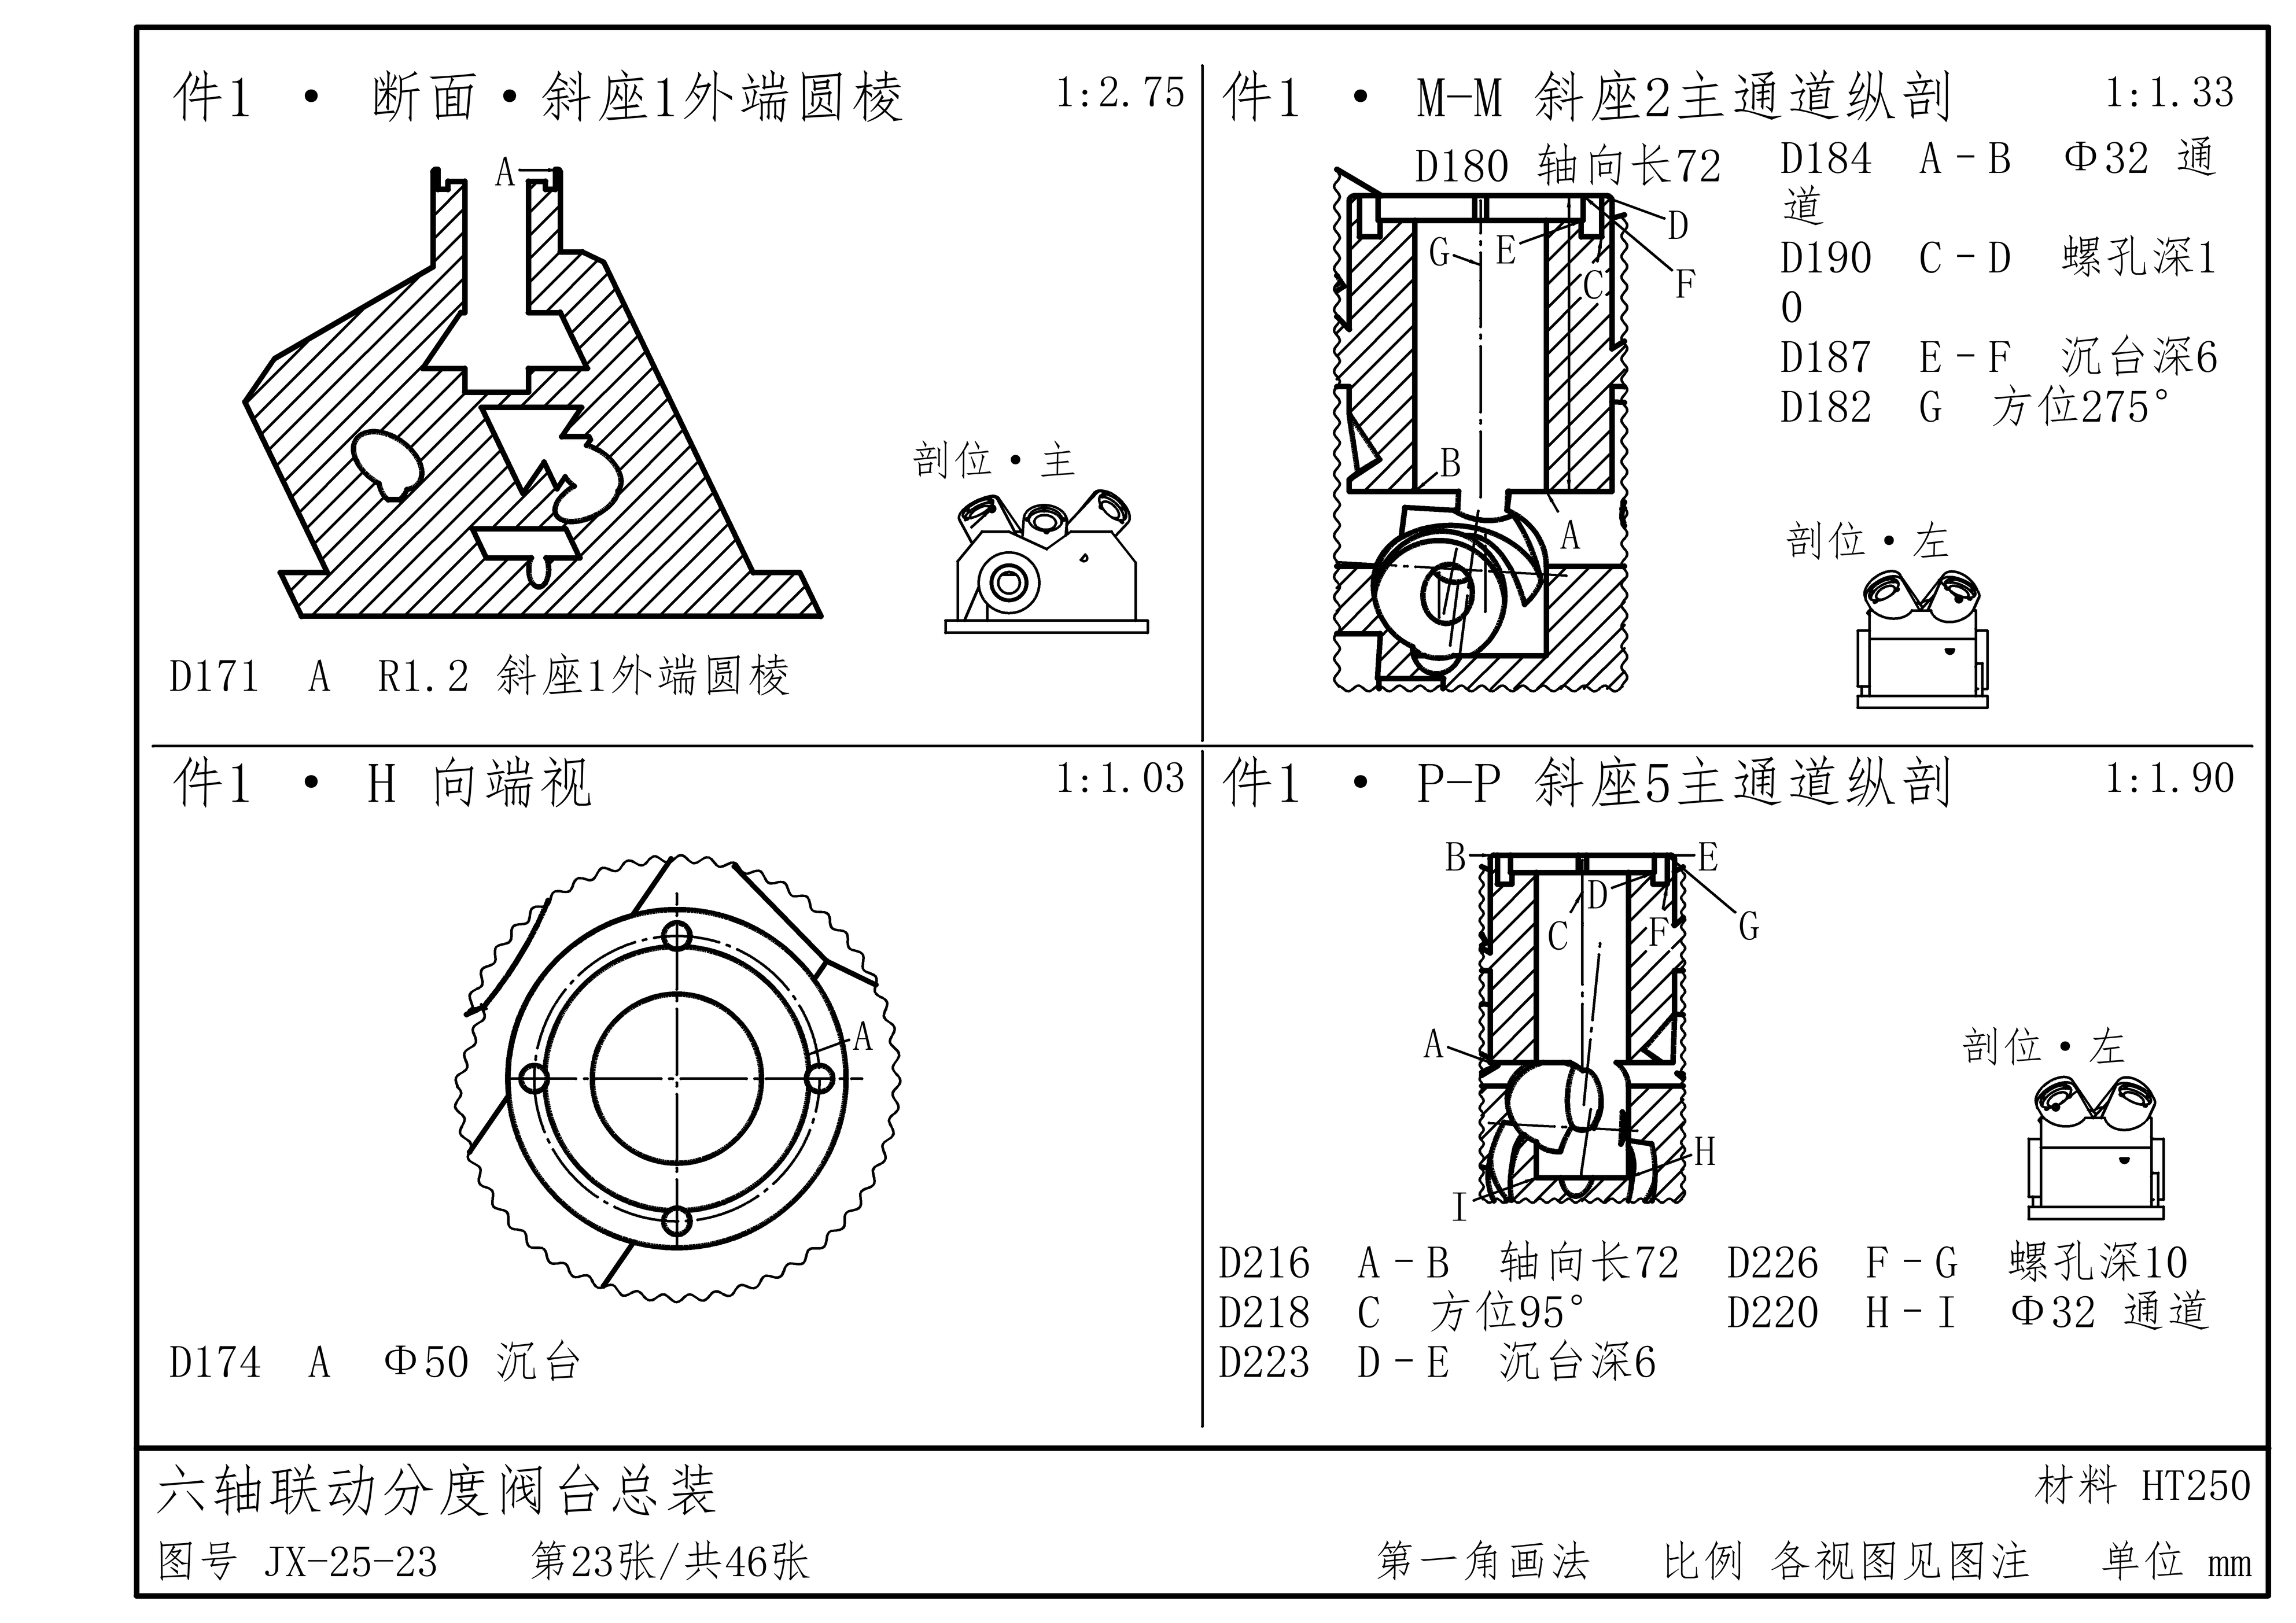 件1 · 断面·斜座1外端圆棱 1:2.75
A
剖位·主
D171 A R1.2 斜座1外端圆棱
件1 · M-M 斜座2主通道纵剖 1:1.33
D180 轴向长72
D184 A-B Φ32 通
道
D190 C-D 螺孔深1
0
D187 E-F 沉台深6
D182 G 方位275°
D
G
E
C
F
B
A
剖位·左
件1 · H 向端视 1:1.03
A
D174 A Φ50 沉台
件1 · P-P 斜座5主通道纵剖 1:1.90
B
E
D
C
F
G
A
H
I
剖位·左
D216 A-B 轴向长72 D226 F-G 螺孔深10
D218 C 方位95° D220 H-I Φ32 通道
D223 D-E 沉台深6
六轴联动分度阀台总装 材料 HT250
图号 JX-25-23 第23张/共46张 第一角画法 比例 各视图见图注 单位 mm